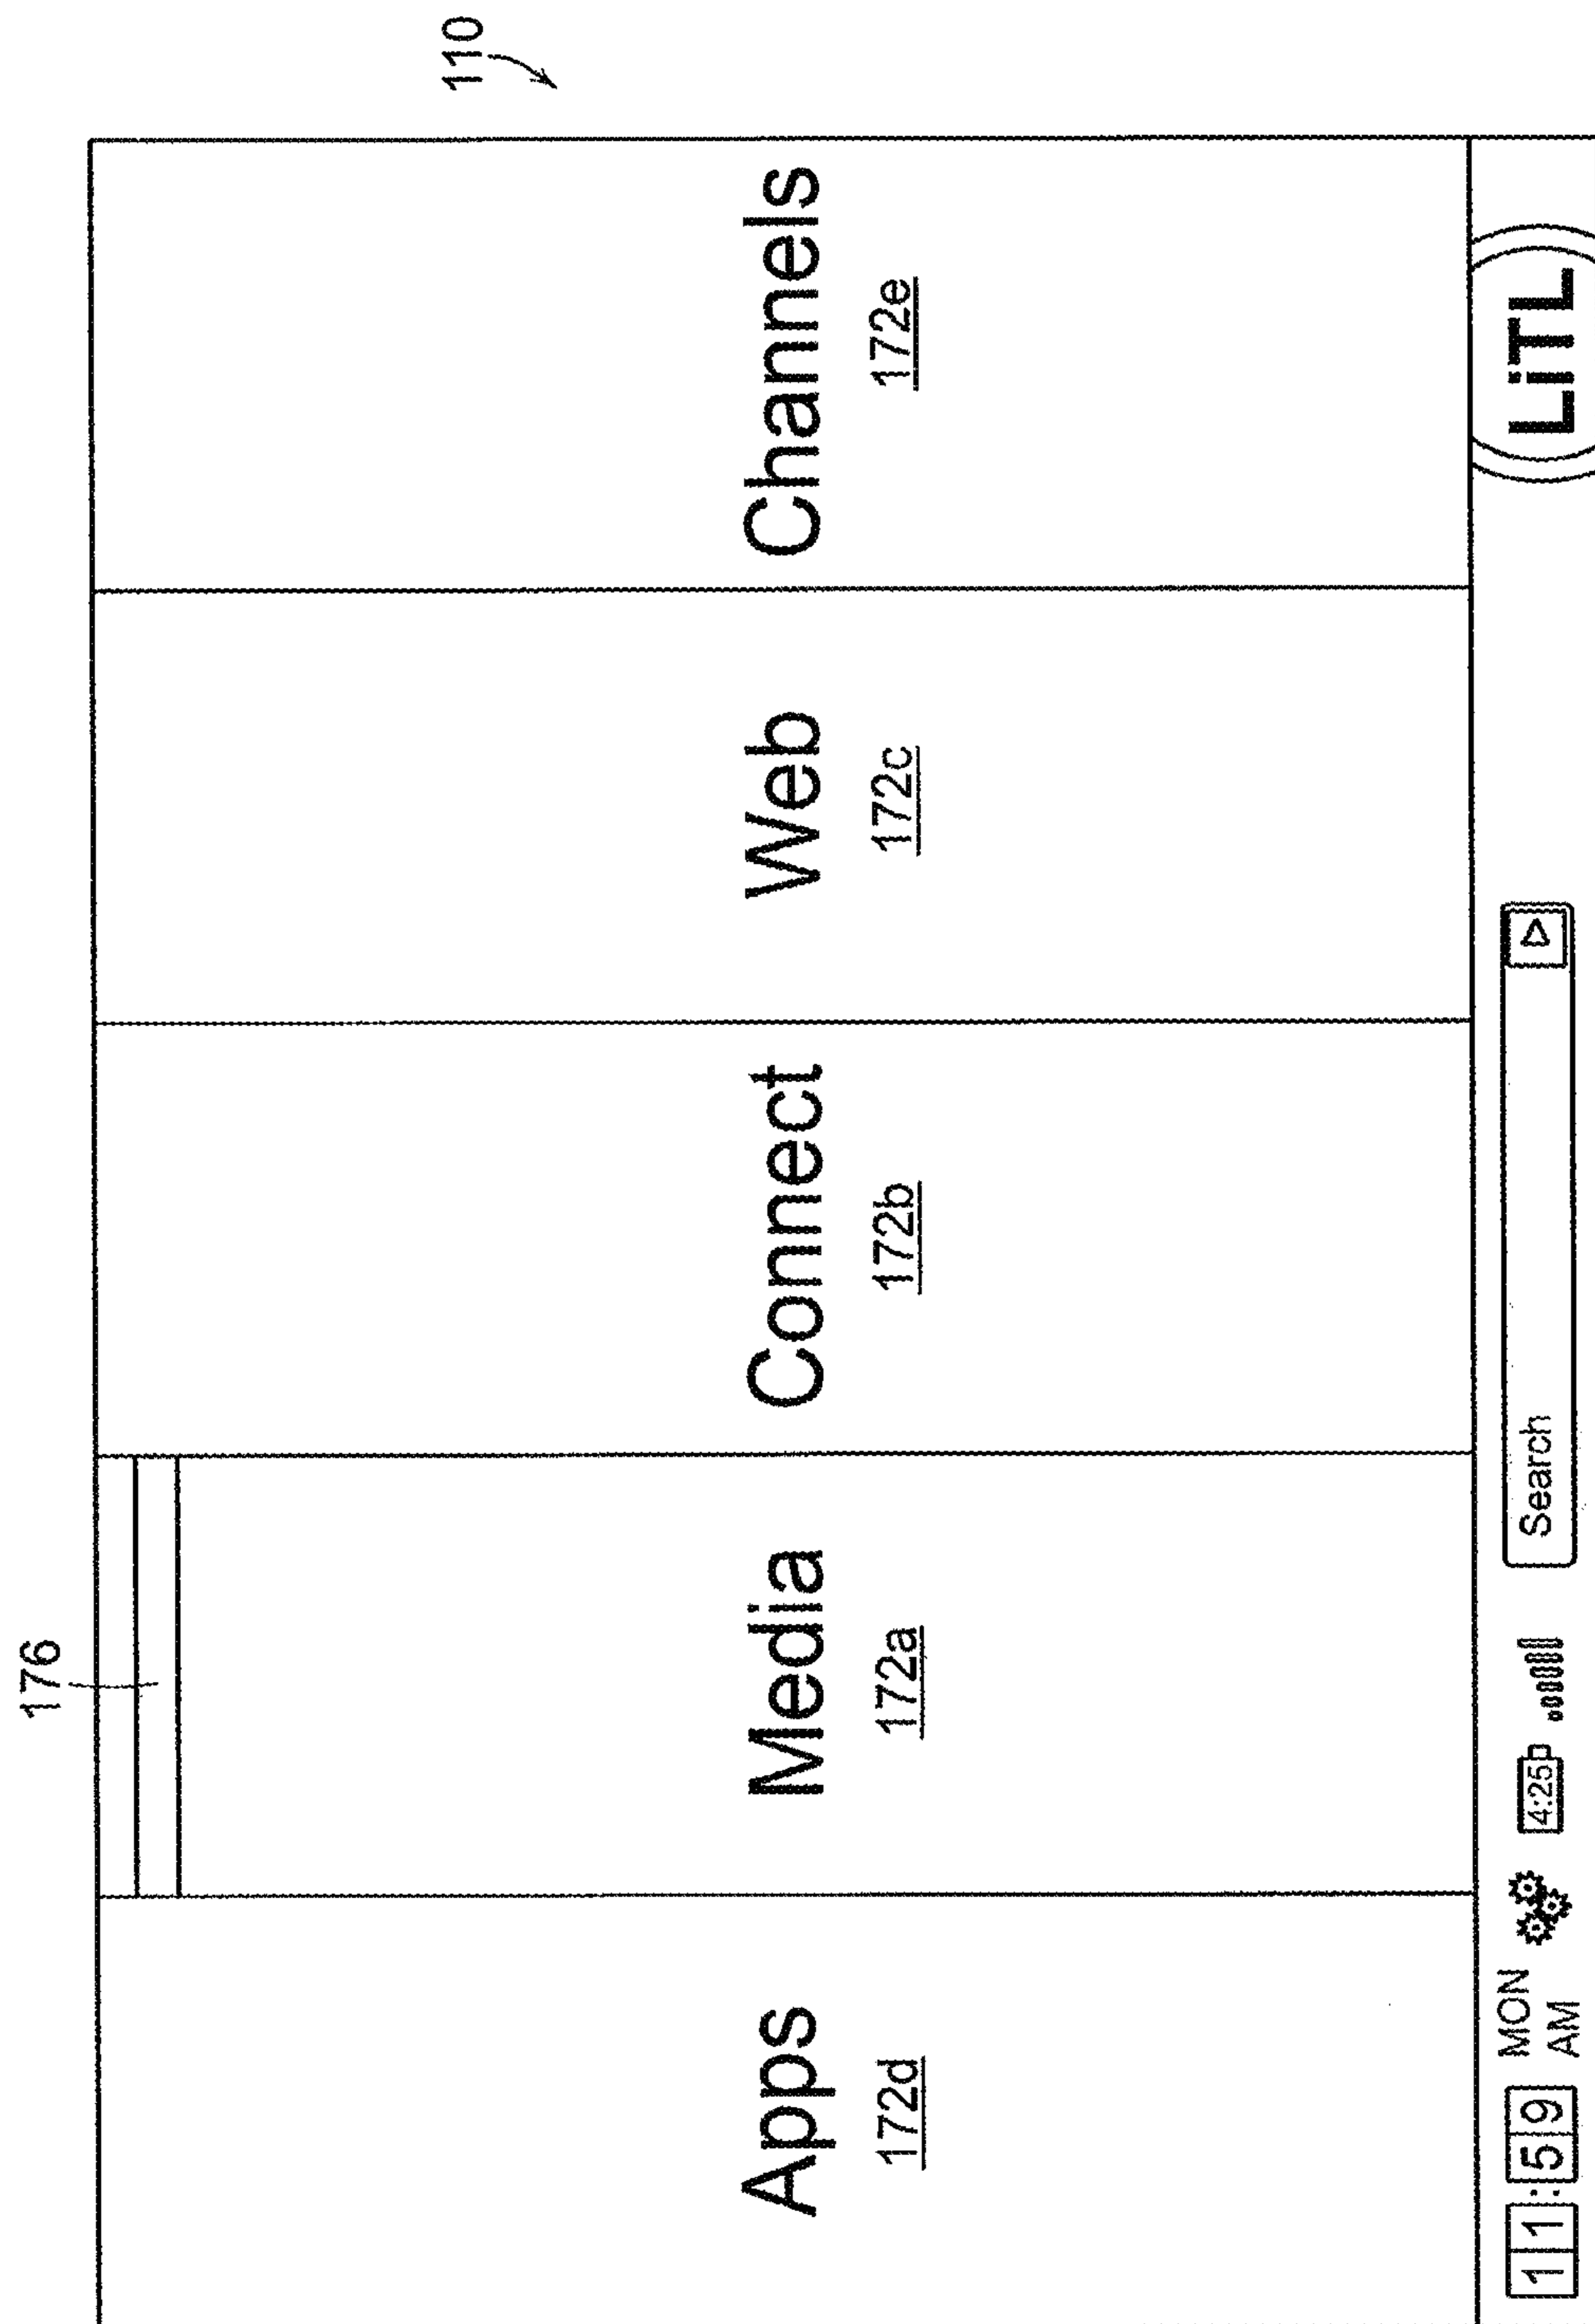 110
176
Apps
172d
Media
172a
Connect
172b
Web
172c
Channels
172e
11:59
MON
AM
4:25
Search
LiTL